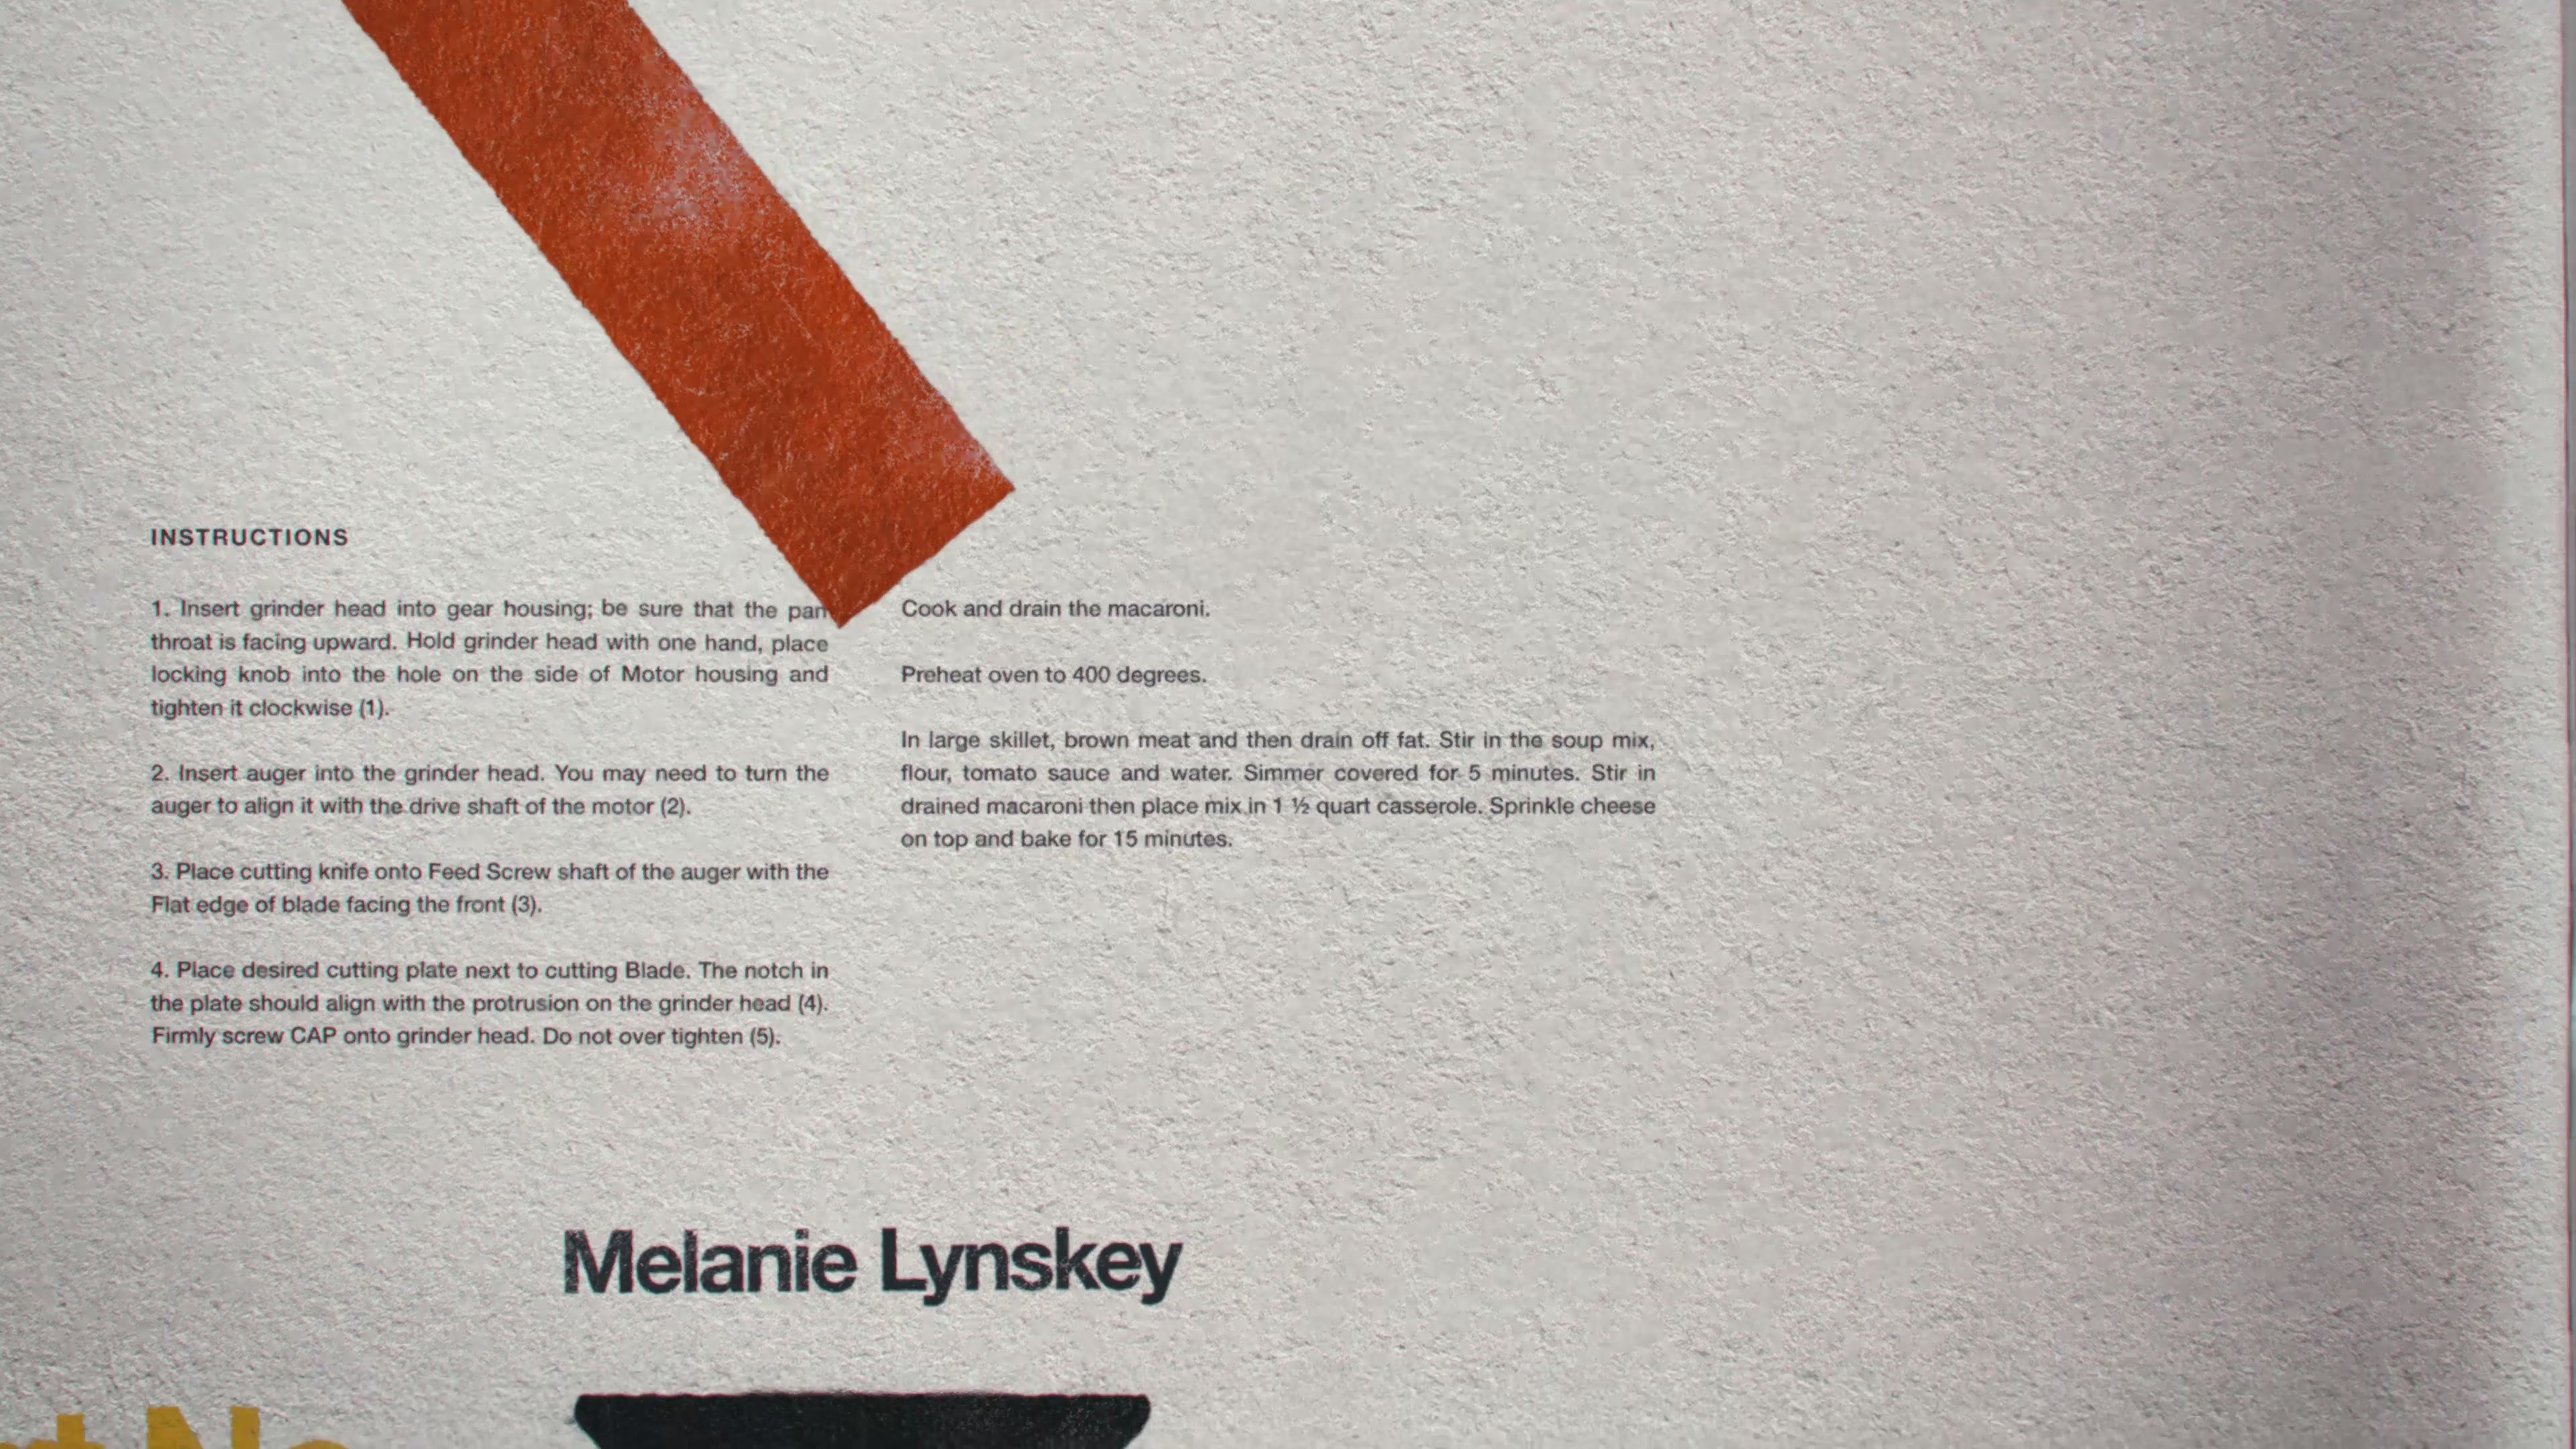 INSTRUCTIONS
1. Insert grinder head into gear housing; be sure that the pan
throat is facing upward. Hold grinder head with one hand, place
locking knob into the hole on the side of Motor housing and
tighten it clockwise (1).
2. Insert auger into the grinder head. You may need to turn the
auger to align it with the drive shaft of the motor (2).
3. Place cutting knife onto Feed Screw shaft of the auger with the
Flat edge of blade facing the front (3).
4. Place desired cutting plate next to cutting Blade. The notch in
the plate should align with the protrusion on the grinder head (4).
Firmly screw CAP onto grinder head. Do not over tighten (5).
Cook and drain the macaroni.
Preheat oven to 400 degrees.
In large skillet, brown meat and then drain off fat. Stir in the soup mix,
flour, tomato sauce and water. Simmer covered for 5 minutes. Stir in
drained macaroni then place mix in 1 ½ quart casserole. Sprinkle cheese
on top and bake for 15 minutes.
Melanie Lynskey